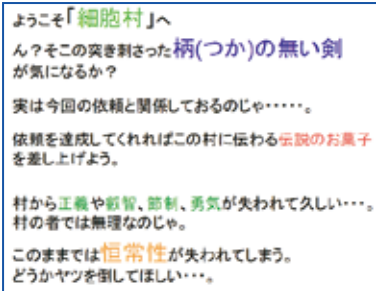 ようこそ「細胞村」へ
ん？そこの突き刺さった柄(つか)の無い剣
が気になるか？
実は今回の依頼と関係しておるのじゃ・・・・・。
依頼を達成してくれればこの村に伝わる伝説のお菓子
を差し上げよう。
村から正義や叡智、節制、勇気が失われて久しい・・・。
村の者では無理なのじゃ。
このままでは恒常性が失われてしまう。
どうかヤツを倒してほしい・・・。